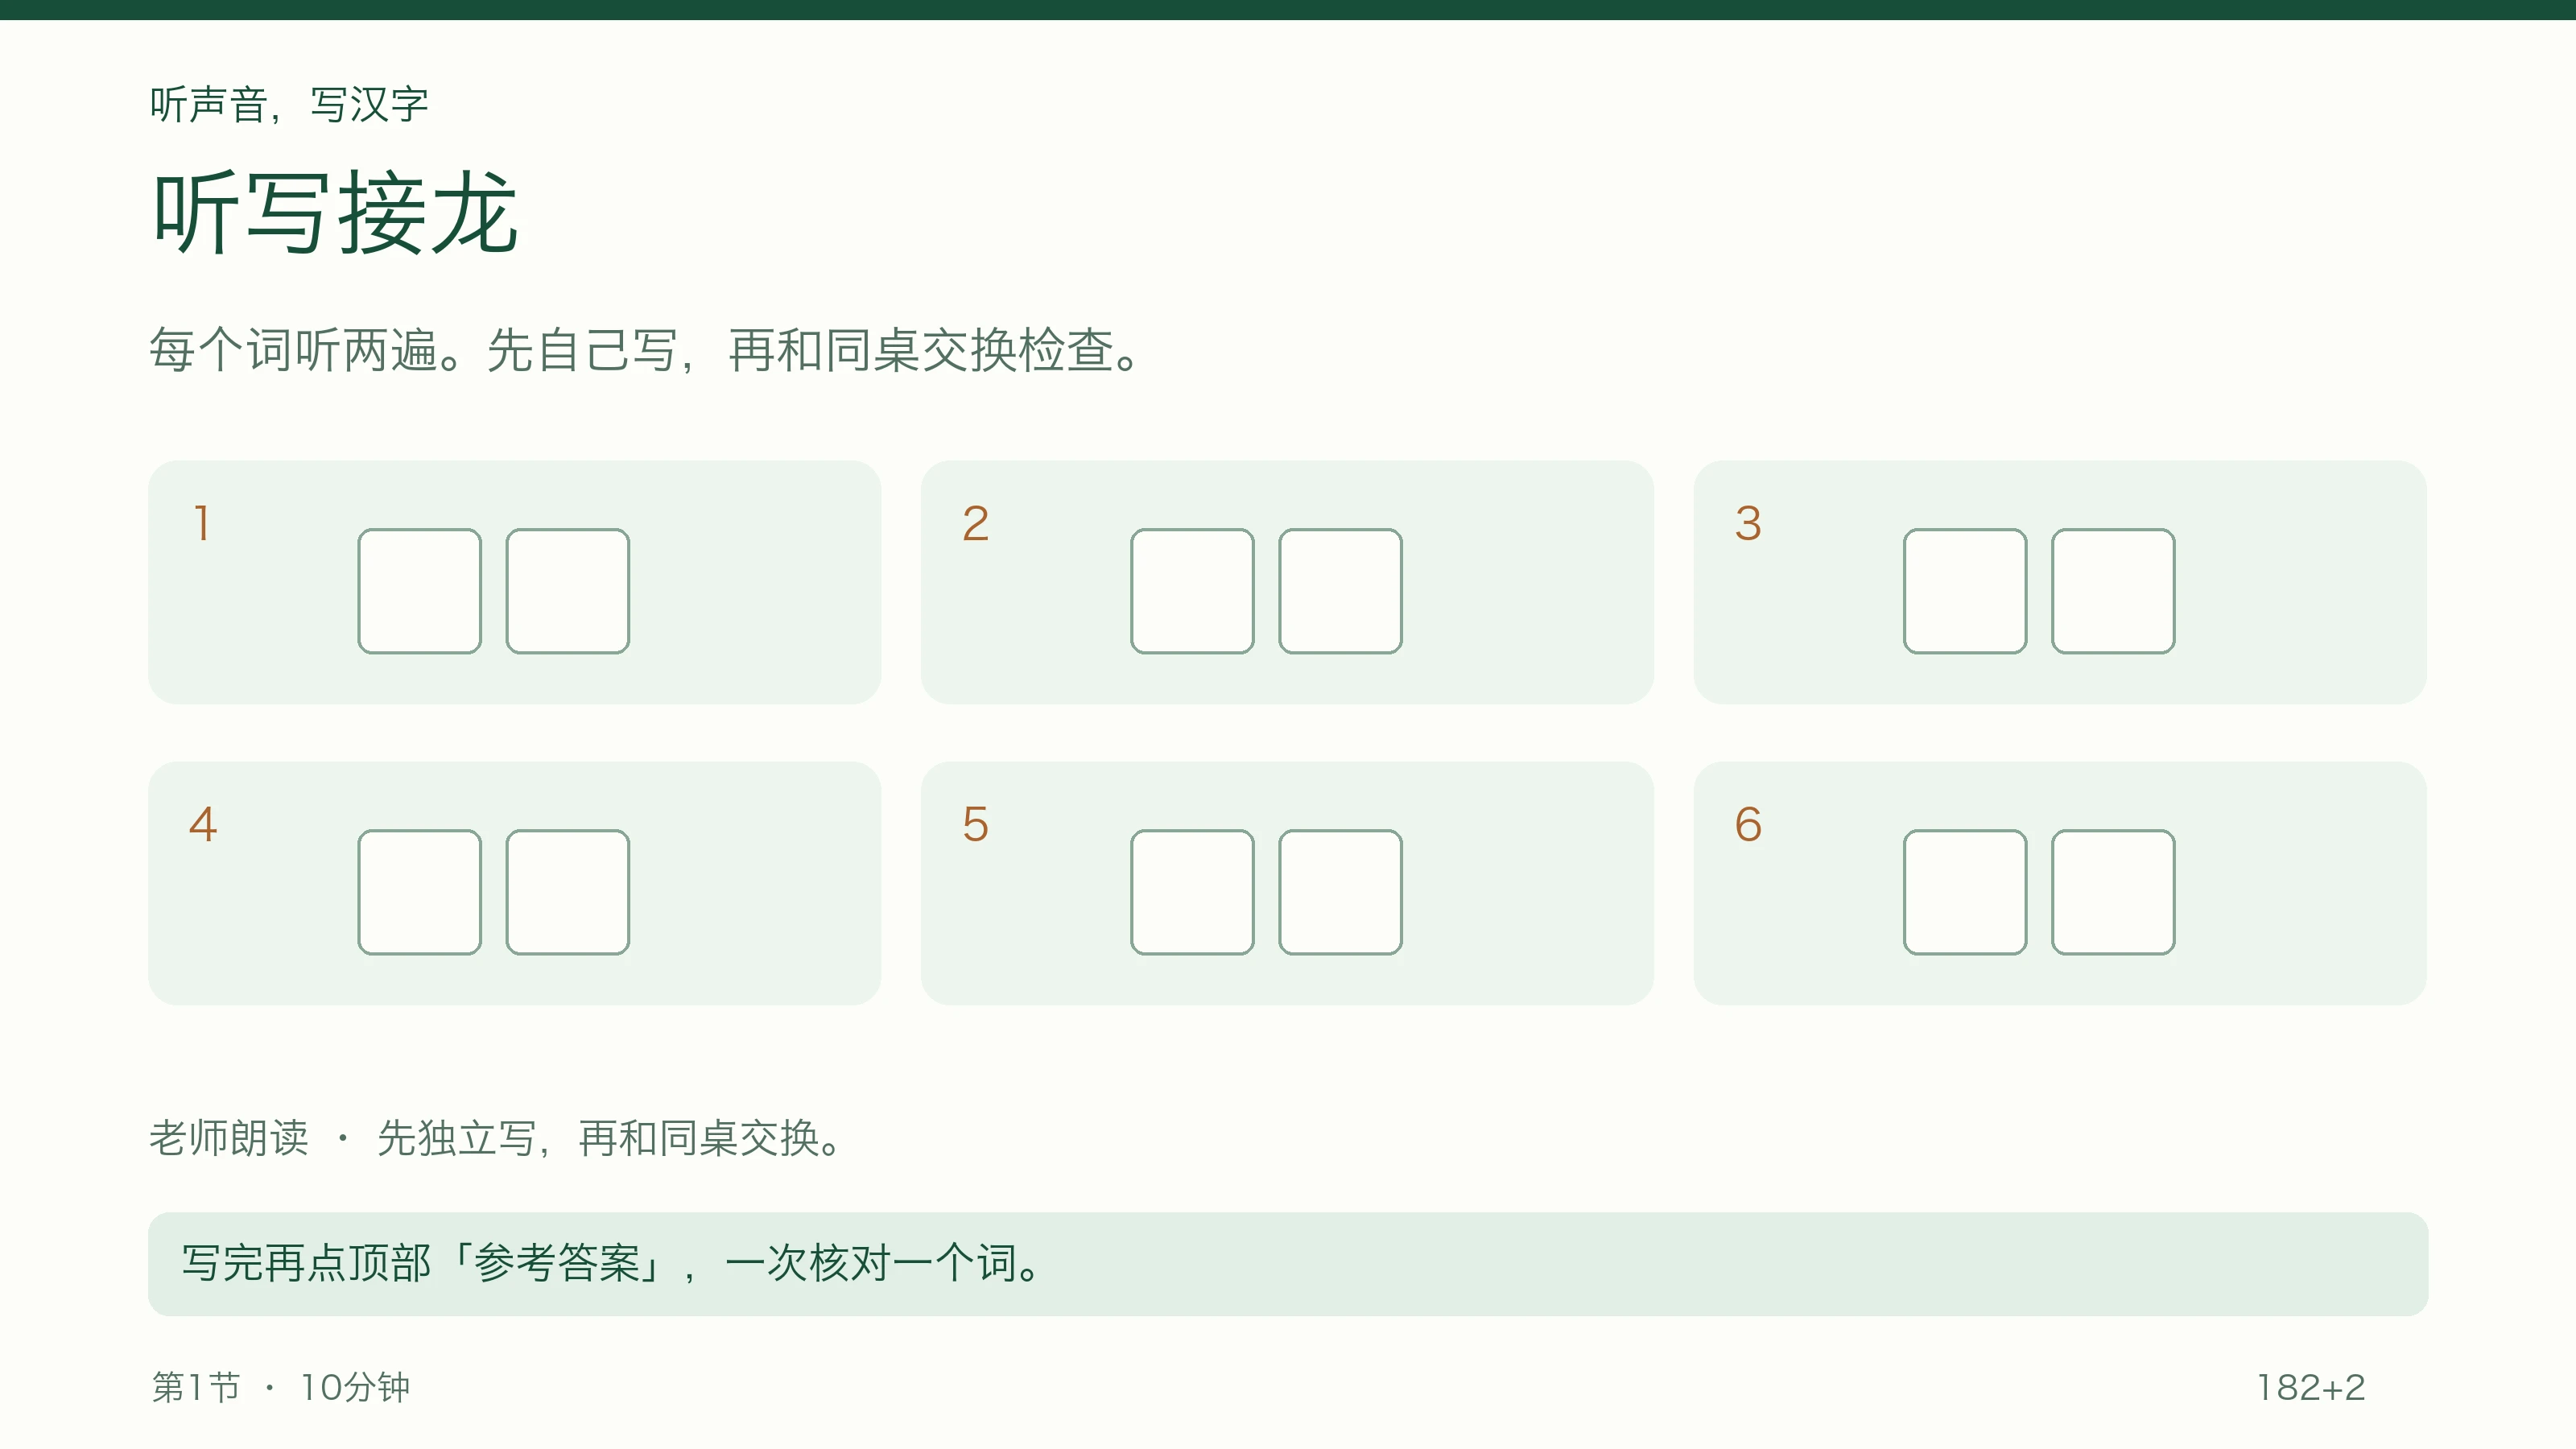 听声音，写汉字
听写接龙
每个词听两遍。先自己写，再和同桌交换检查。
1
2
3
4
5
6
老师朗读 · 先独立写，再和同桌交换。
写完再点顶部「参考答案」，一次核对一个词。
第1节 · 10分钟
182+2